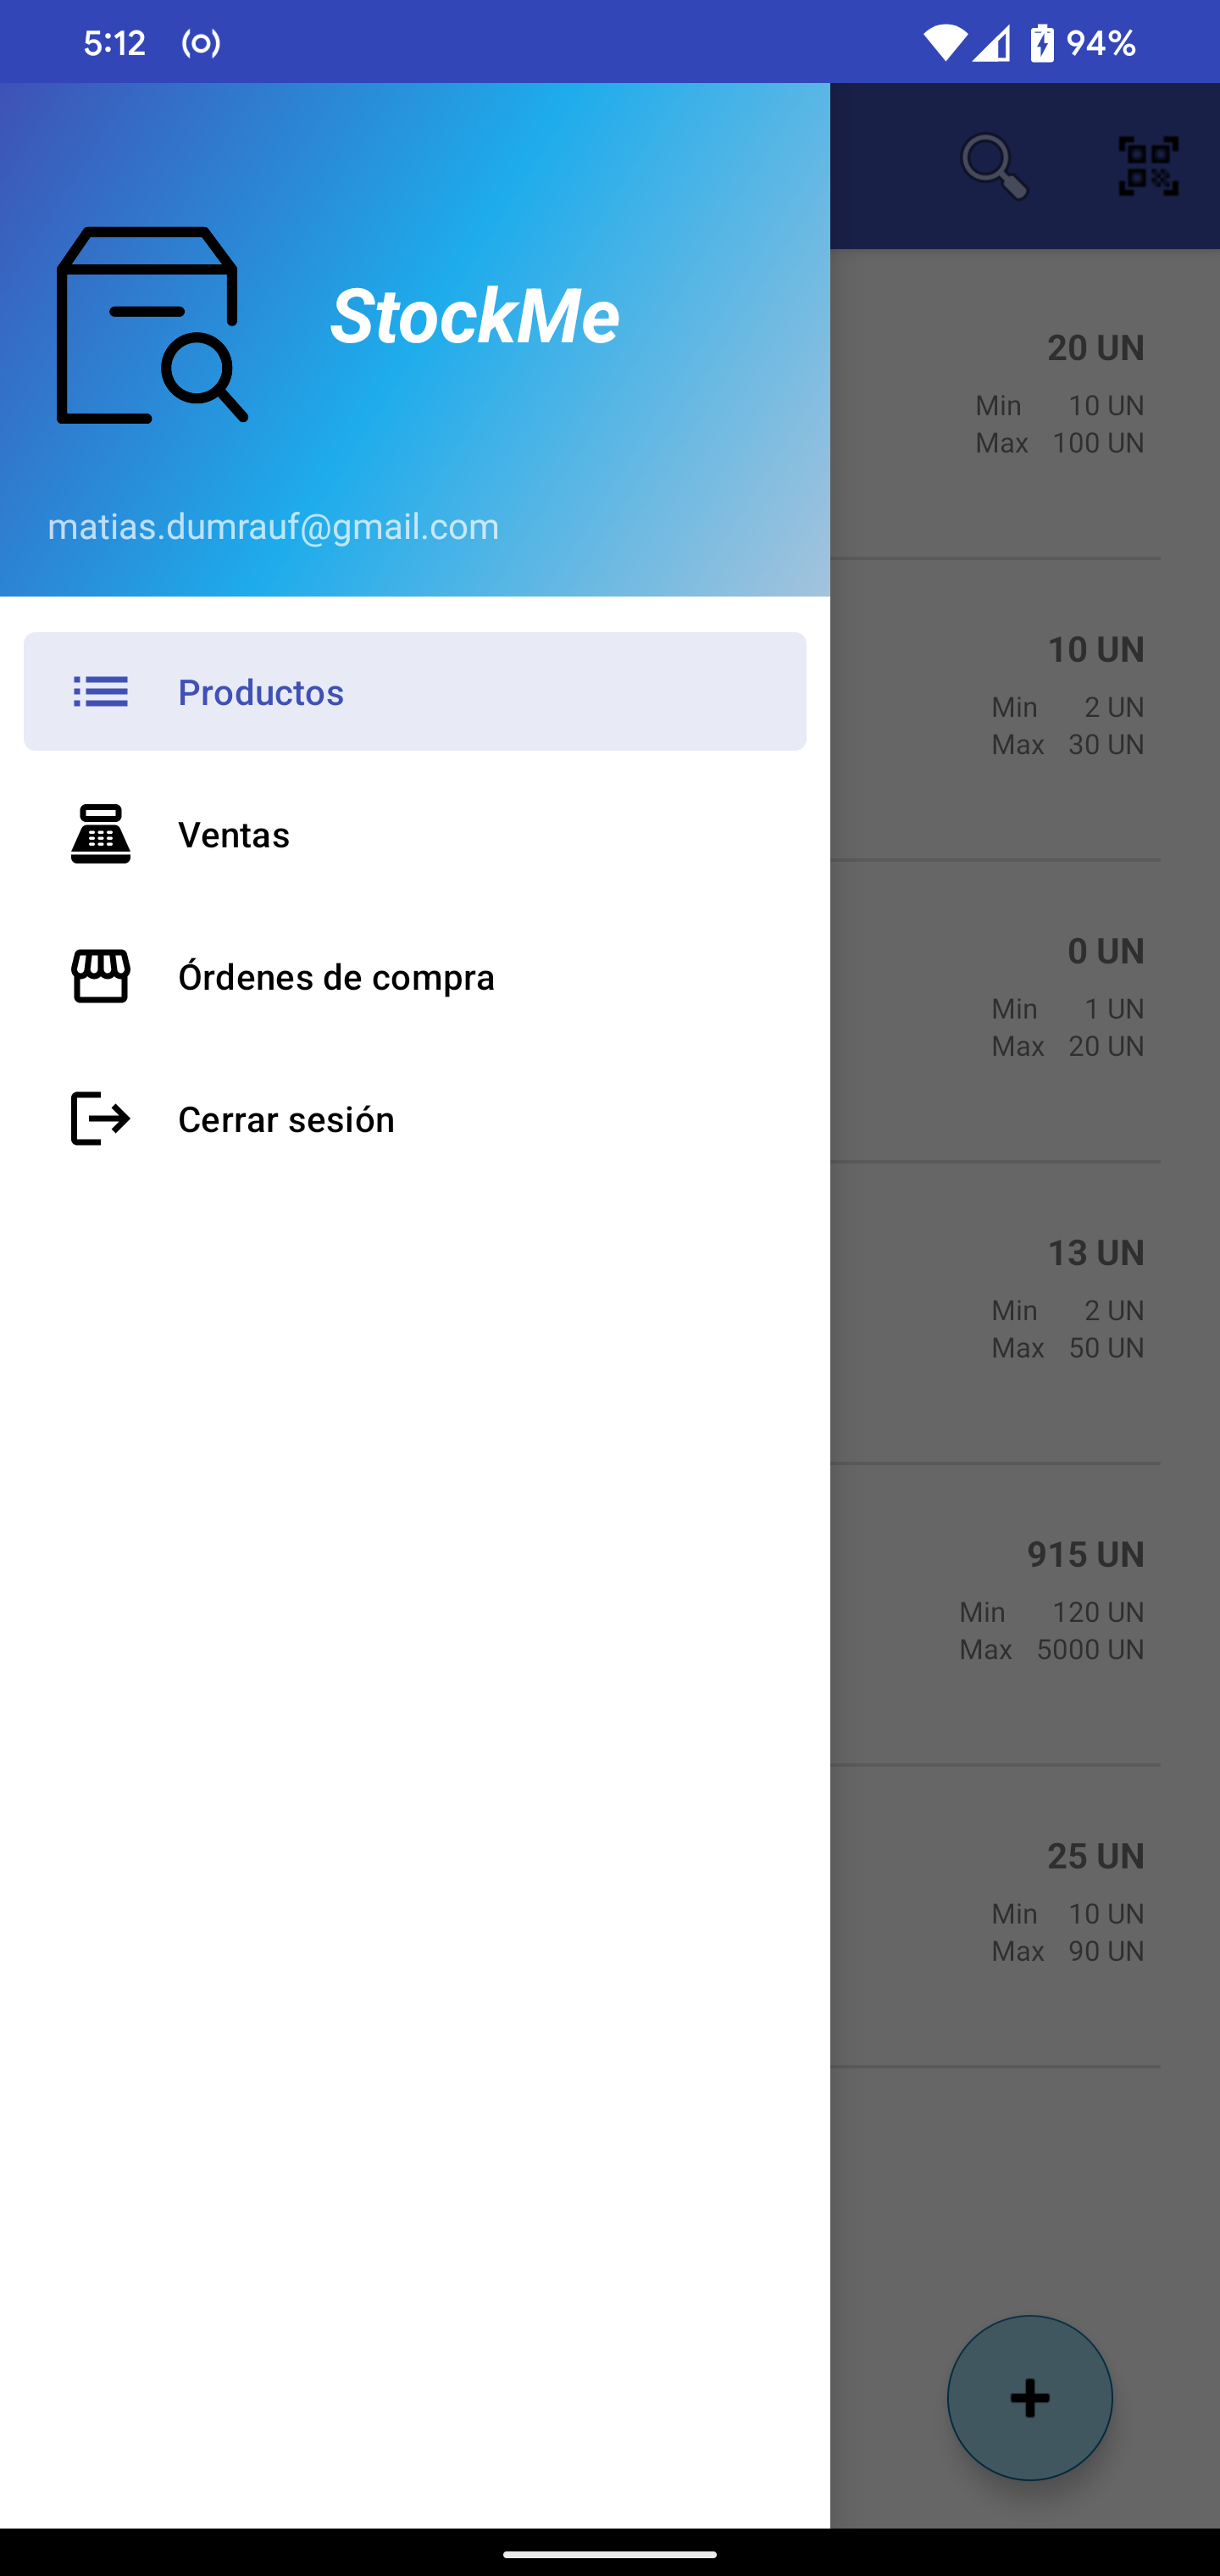 5:12 94%
StockMe
matias.dumrauf@gmail.com
Productos
Ventas
Órdenes de compra
Cerrar sesión
20 UN
Min 10 UN
Max 100 UN
10 UN
Min 2 UN
Max 30 UN
0 UN
Min 1 UN
Max 20 UN
13 UN
Min 2 UN
Max 50 UN
915 UN
Min 120 UN
Max 5000 UN
25 UN
Min 10 UN
Max 90 UN